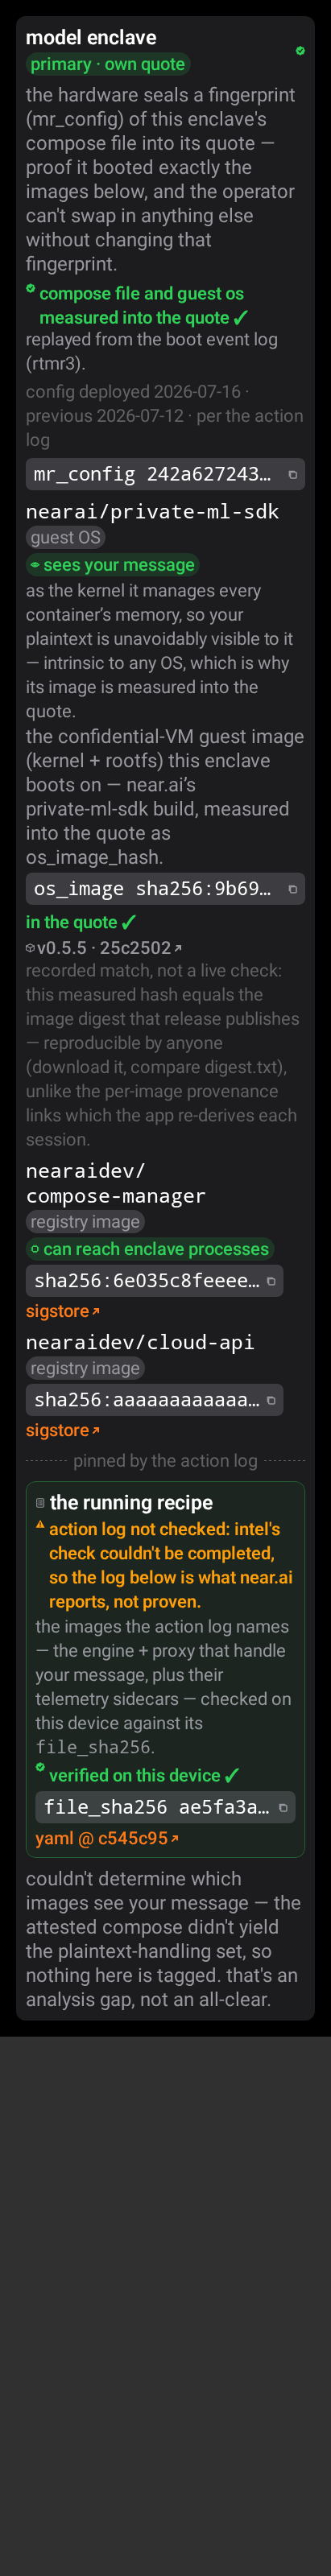 model enclave
primary · own quote
the hardware seals a fingerprint
(mr_config) of this enclave's
compose file into its quote —
proof it booted exactly the
images below, and the operator
can't swap in anything else
without changing that
fingerprint.
compose file and guest os
measured into the quote ✓
replayed from the boot event log
(rtmr3).
config deployed 2026-07-16 ·
previous 2026-07-12 · per the action
log
mr_config 242a627243…
nearai/private-ml-sdk
guest OS
sees your message
as the kernel it manages every
container’s memory, so your
plaintext is unavoidably visible to it
— intrinsic to any OS, which is why
its image is measured into the
quote.
the confidential-VM guest image
(kernel + rootfs) this enclave
boots on — near.ai’s
private-ml-sdk build, measured
into the quote as
os_image_hash.
os_image sha256:9b69…
in the quote ✓
v0.5.5 · 25c2502↗
recorded match, not a live check:
this measured hash equals the
image digest that release publishes
— reproducible by anyone
(download it, compare digest.txt),
unlike the per-image provenance
links which the app re-derives each
session.
nearaidev/
compose-manager
registry image
can reach enclave processes
sha256:6e035c8feeee…
sigstore↗
nearaidev/cloud-api
registry image
sha256:aaaaaaaaaaaa…
sigstore↗
pinned by the action log
the running recipe
action log not checked: intel's
check couldn't be completed,
so the log below is what near.ai
reports, not proven.
the images the action log names
— the engine + proxy that handle
your message, plus their
telemetry sidecars — checked on
this device against its
file_sha256.
verified on this device ✓
file_sha256 ae5fa3a…
yaml @ c545c95↗
couldn't determine which
images see your message — the
attested compose didn't yield
the plaintext-handling set, so
nothing here is tagged. that's an
analysis gap, not an all-clear.